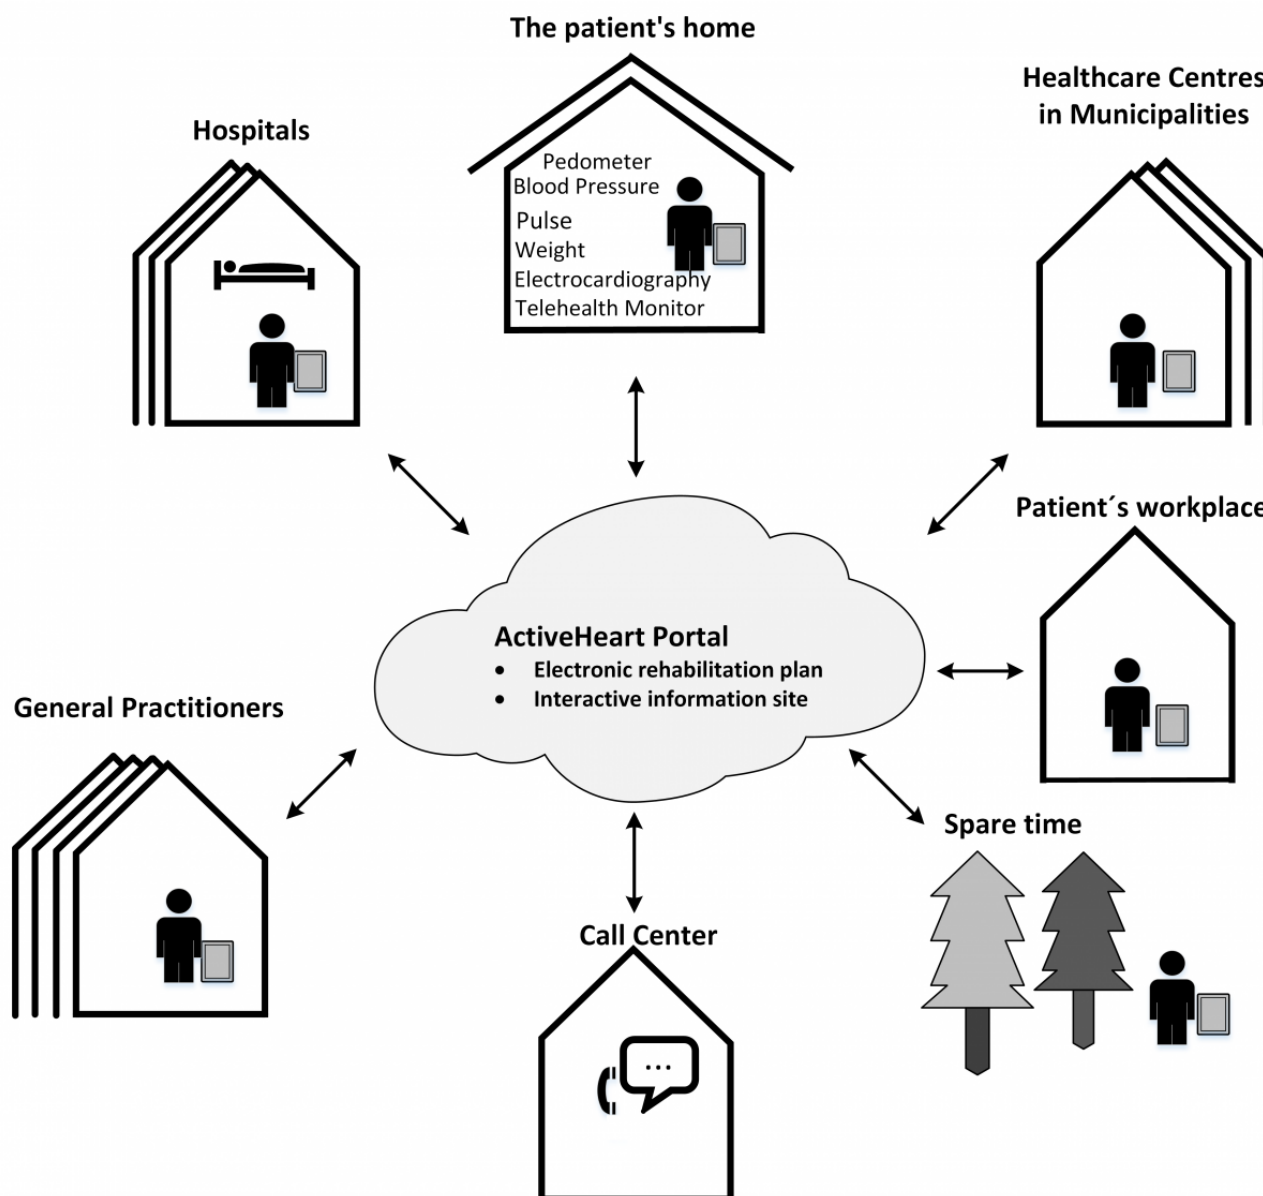 The patient's home
Healthcare Centres
in Municipalities
Hospitals
Pedometer
Blood Pressure
Pulse
Weight
Electrocardiography
Telehealth Monitor
Patient´s workplace
ActiveHeart Portal
• Electronic rehabilitation plan
• Interactive information site
General Practitioners
Spare time
Call Center
...